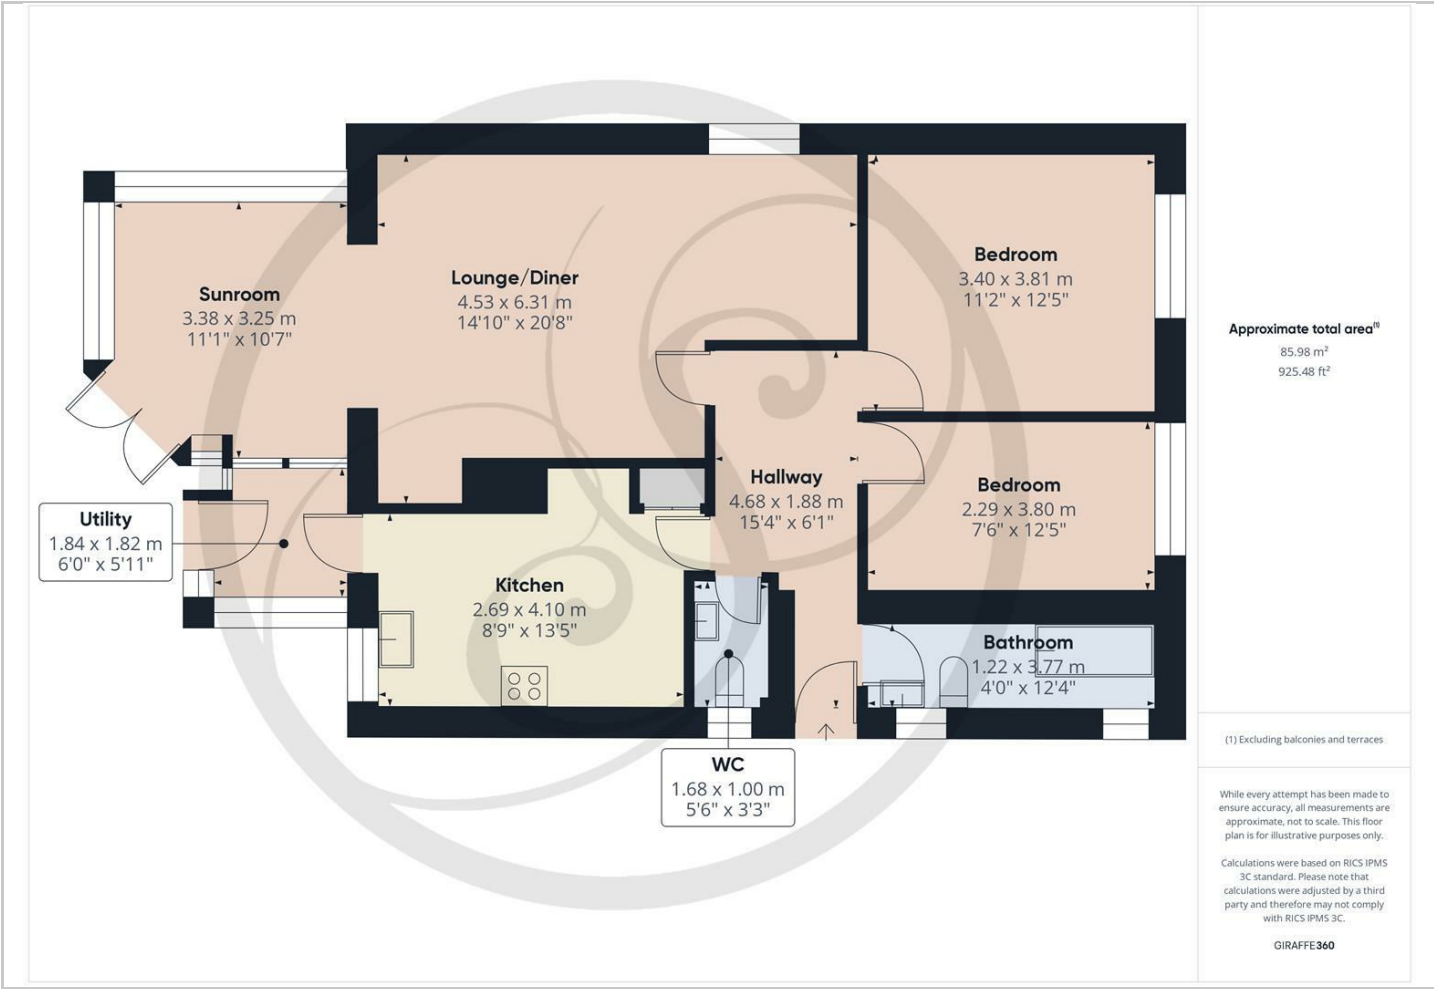 Sunroom
3.38 x 3.25 m
11'1" x 10'7"
Lounge/Diner
4.53 x 6.31 m
14'10" x 20'8"
Bedroom
3.40 x 3.81 m
11'2" x 12'5"
Utility
1.84 x 1.82 m
6'0" x 5'11"
Kitchen
2.69 x 4.10 m
8'9" x 13'5"
Hallway
4.68 x 1.88 m
15'4" x 6'1"
Bedroom
2.29 x 3.80 m
7'6" x 12'5"
Bathroom
1.22 x 3.77 m
4'0" x 12'4"
WC
1.68 x 1.00 m
5'6" x 3'3"
Approximate total area⁽¹⁾
85.98 m²
925.48 ft²
(1) Excluding balconies and terraces
While every attempt has been made to
ensure accuracy, all measurements are
approximate, not to scale. This floor
plan is for illustrative purposes only.
Calculations were based on RICS IPMS
3C standard. Please note that
calculations were adjusted by a third
party and therefore may not comply
with RICS IPMS 3C.
GIRAFFE360